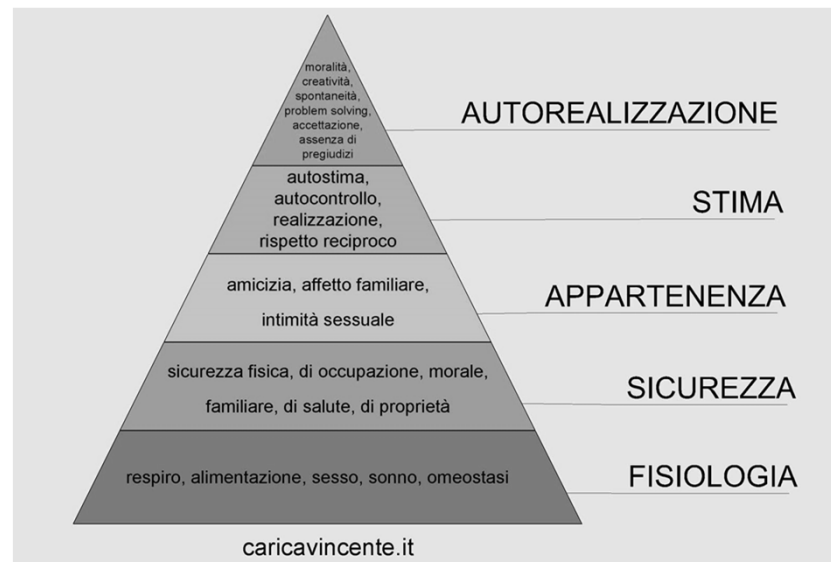 moralità,
creatività,
spontaneità,
problem solving,
accettazione,
assenza di
pregiudizi
AUTOREALIZZAZIONE
autostima,
autocontrollo,
realizzazione,
rispetto reciproco
STIMA
amicizia, affetto familiare,
intimità sessuale
APPARTENENZA
sicurezza fisica, di occupazione, morale,
familiare, di salute, di proprietà
SICUREZZA
respiro, alimentazione, sesso, sonno, omeostasi
FISIOLOGIA
caricavincente.it